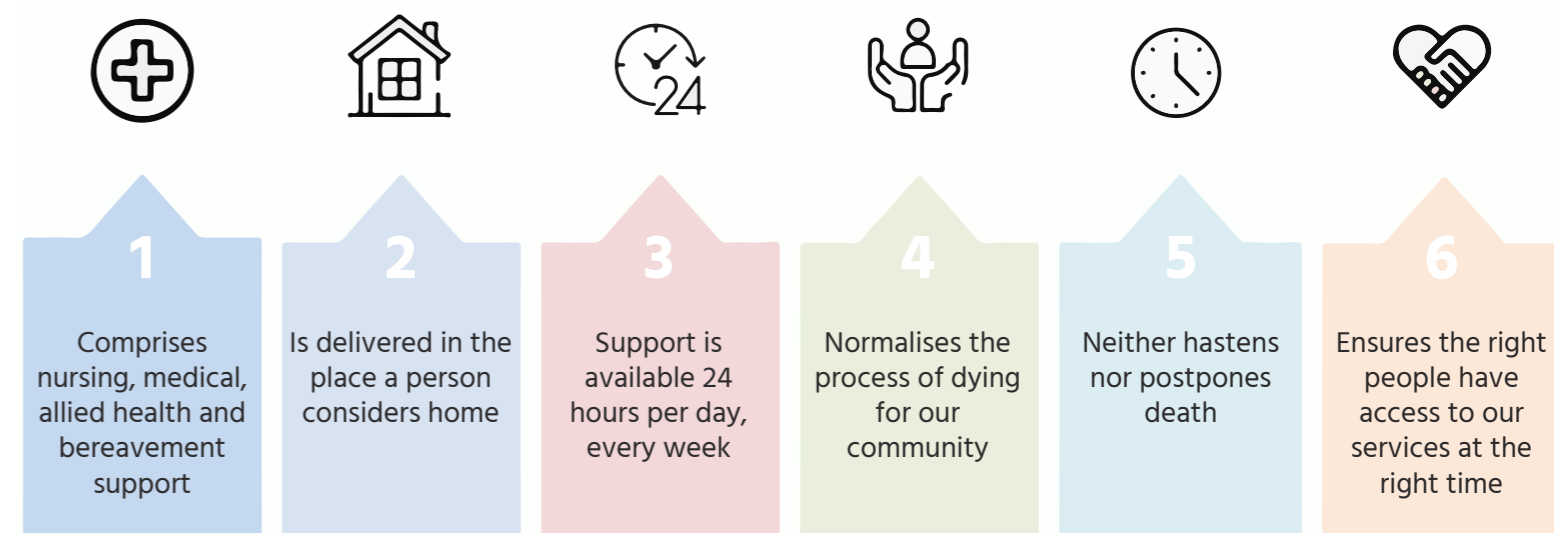 24
1
Comprises
nursing, medical,
allied health and
bereavement
support
2
Is delivered in the
place a person
considers home
3
Support is
available 24
hours per day,
every week
4
Normalises the
process of dying
for our
community
5
Neither hastens
nor postpones
death
6
Ensures the right
people have
access to our
services at the
right time